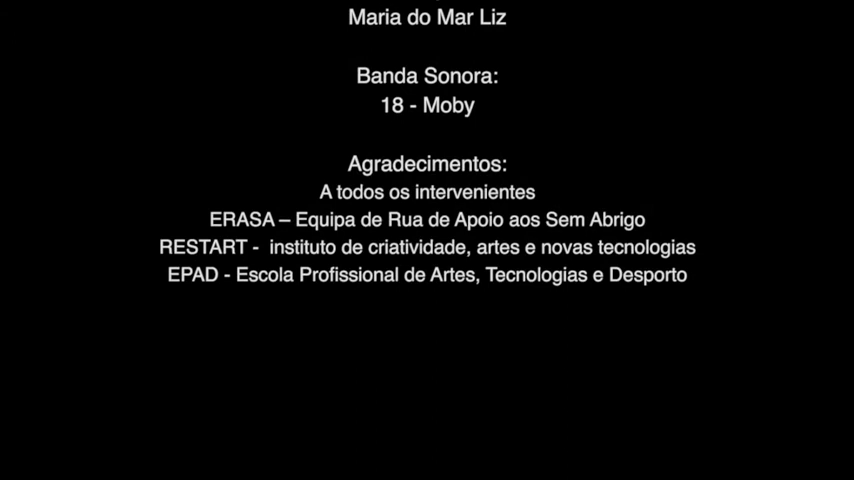 Maria do Mar Liz
Banda Sonora:
18 - Moby
Agradecimentos:
A todos os intervenientes
ERASA – Equipa de Rua de Apoio aos Sem Abrigo
RESTART -  instituto de criatividade, artes e novas tecnologias
EPAD - Escola Profissional de Artes, Tecnologias e Desporto